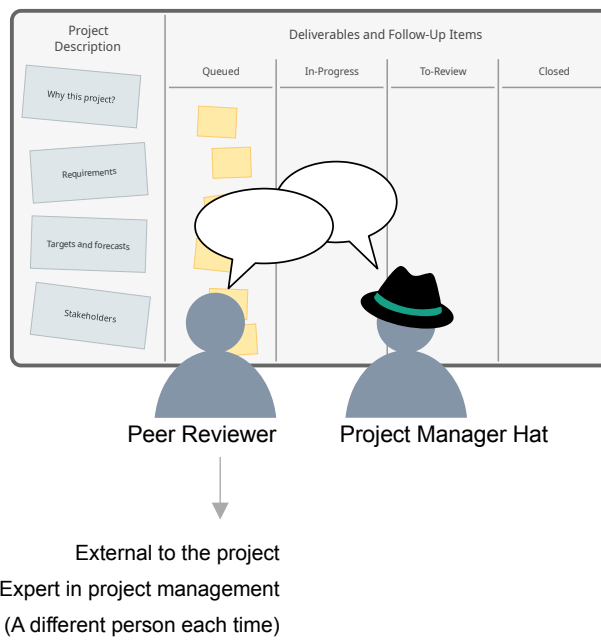 Project
Description
Deliverables and Follow-Up Items
Queued
In-Progress
To-Review
Closed
Why this project?
Requirements
Targets and forecasts
Stakeholders
Peer Reviewer
Project Manager Hat
External to the project
Expert in project management
(A different person each time)